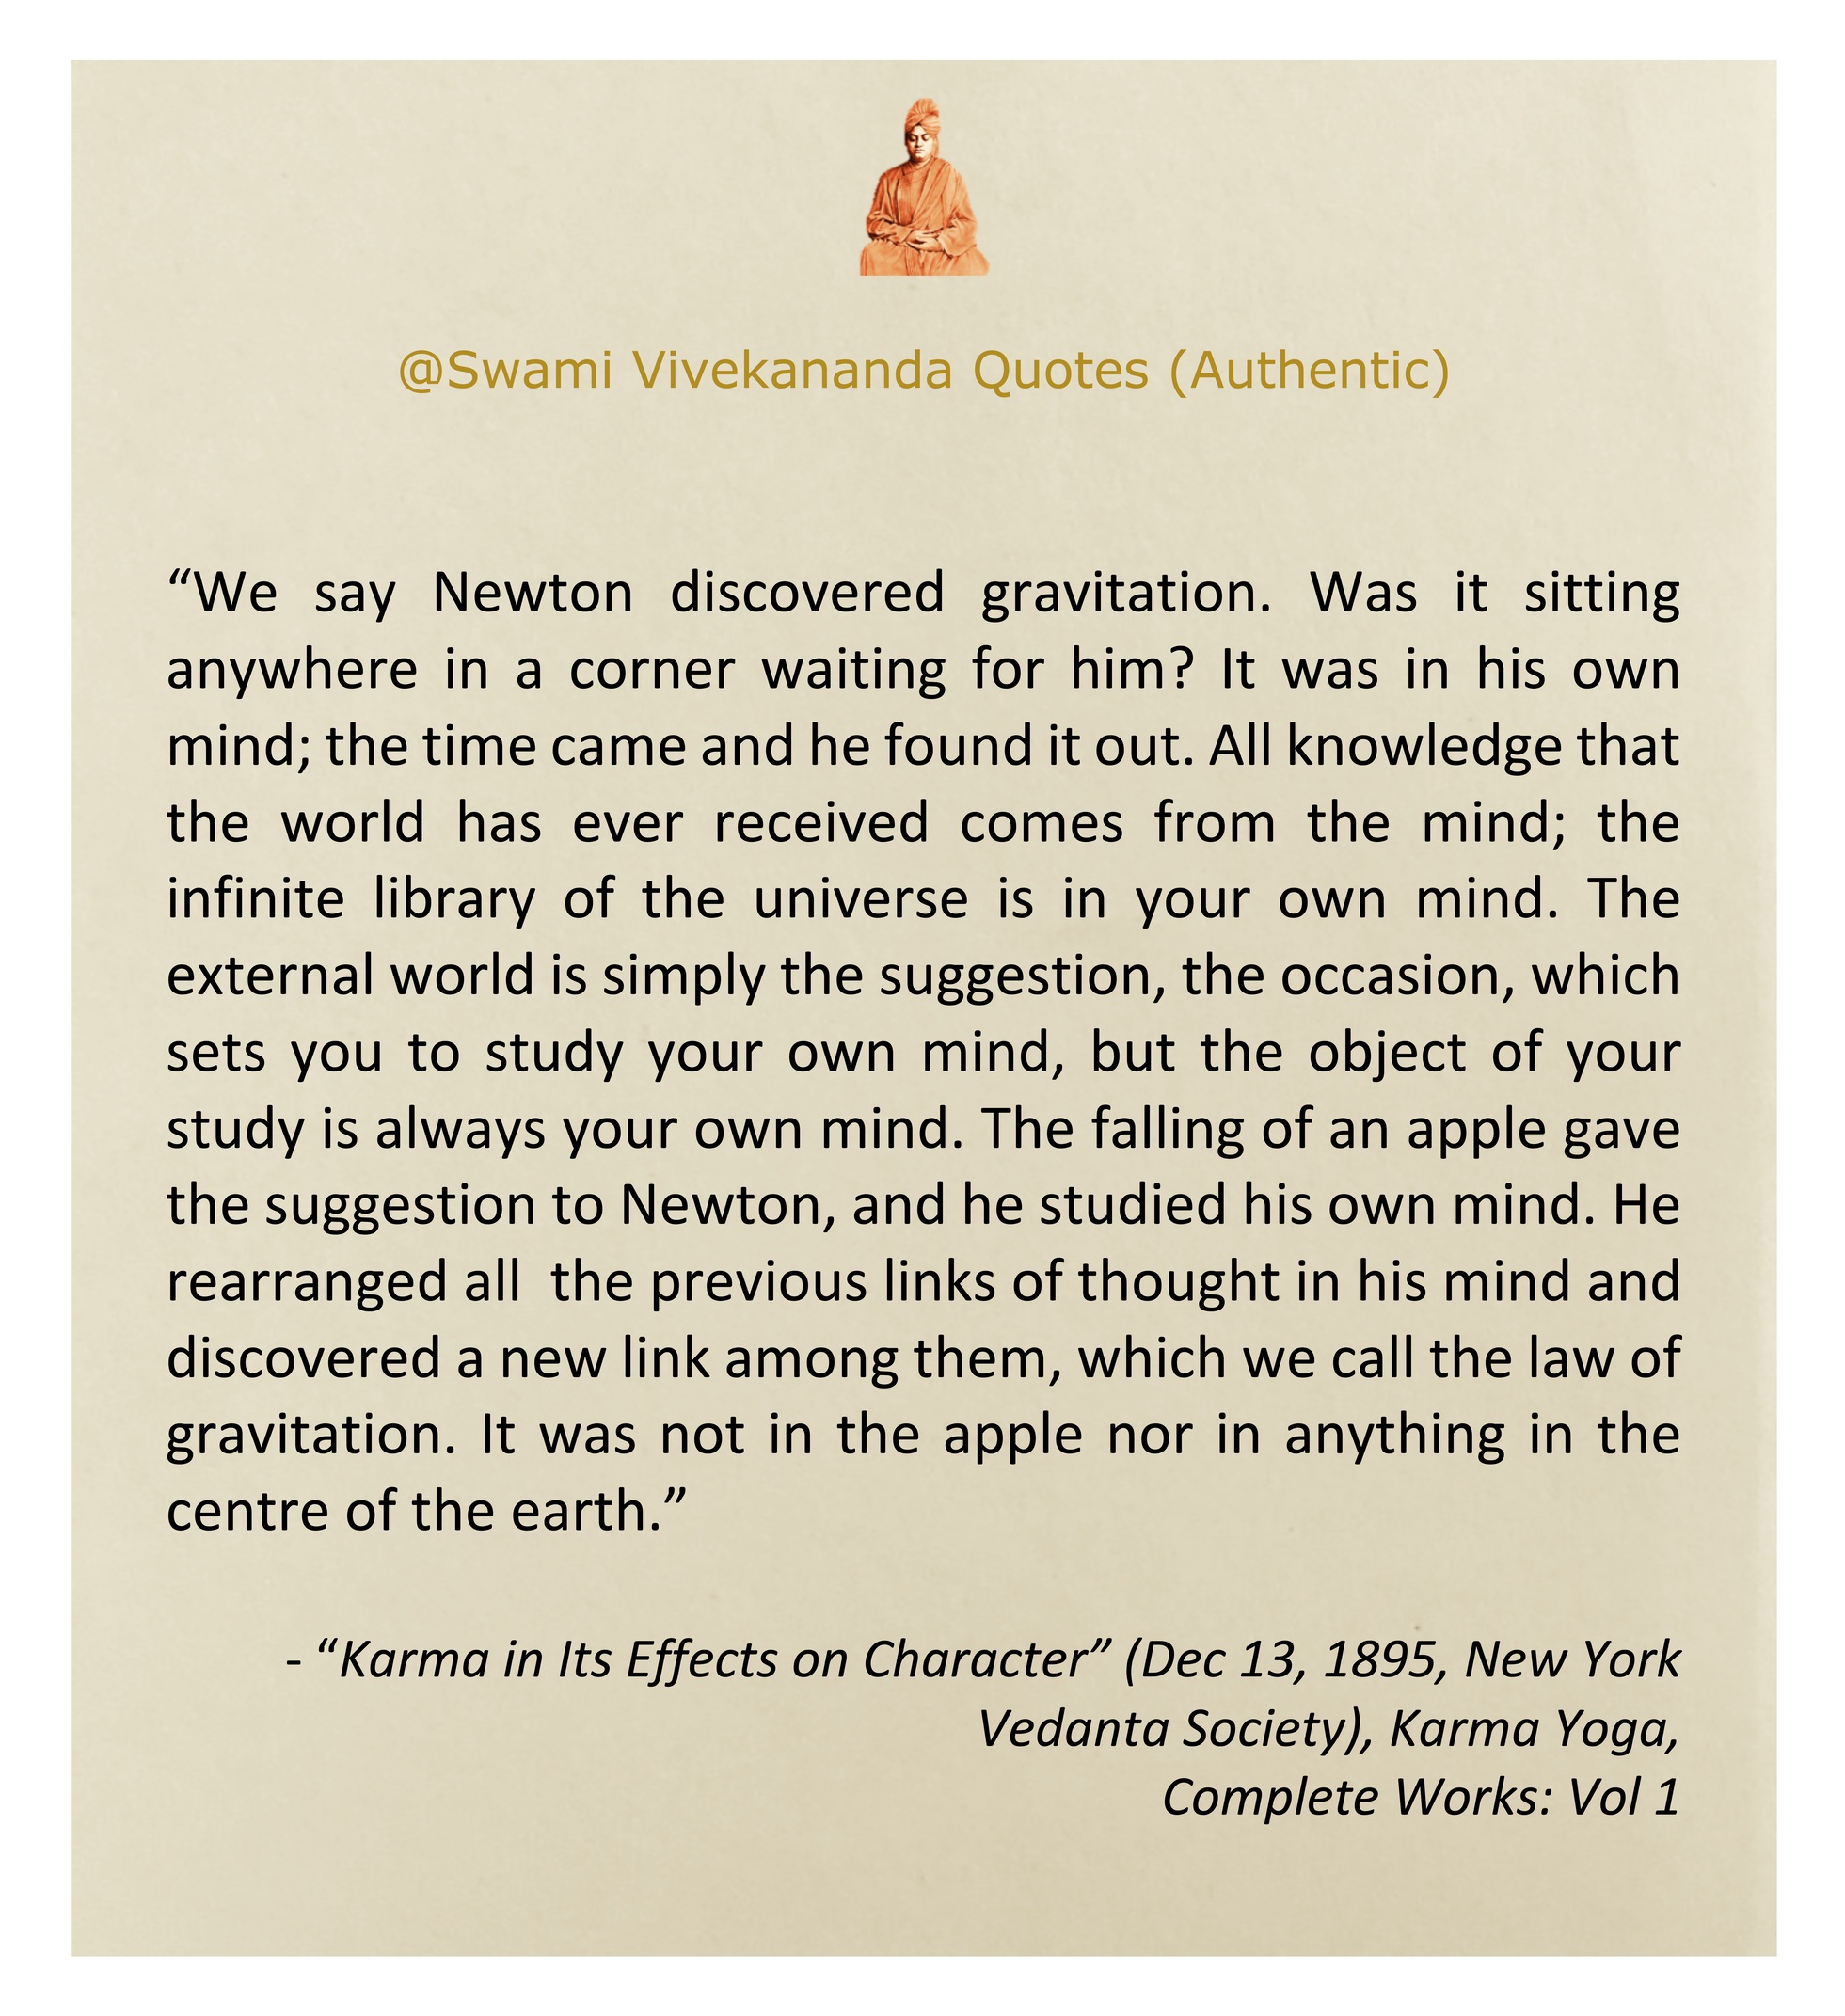 @Swami Vivekananda Quotes (Authentic)
“We say Newton discovered gravitation. Was it sitting
anywhere in a corner waiting for him? It was in his own
mind; the time came and he found it out. All knowledge that
the world has ever received comes from the mind; the
infinite library of the universe is in your own mind. The
external world is simply the suggestion, the occasion, which
sets you to study your own mind, but the object of your
study is always your own mind. The falling of an apple gave
the suggestion to Newton, and he studied his own mind. He
rearranged all  the previous links of thought in his mind and
discovered a new link among them, which we call the law of
gravitation. It was not in the apple nor in anything in the
centre of the earth.”
- “Karma in Its Effects on Character” (Dec 13, 1895, New York
Vedanta Society), Karma Yoga,
Complete Works: Vol 1